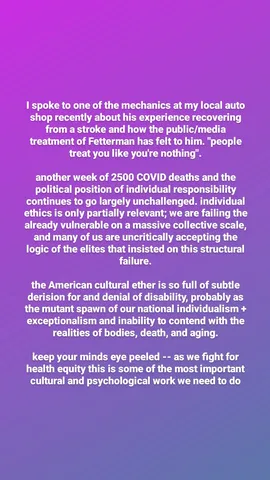 I spoke to one of the mechanics at my local auto
shop recently about his experience recovering
from a stroke and how the public/media
treatment of Fetterman has felt to him. "people
treat you like you're nothing".
another week of 2500 COVID deaths and the
political position of individual responsibility
continues to go largely unchallenged. individual
ethics is only partially relevant; we are failing the
already vulnerable on a massive collective scale,
and many of us are uncritically accepting the
logic of the elites that insisted on this structural
failure.
the American cultural ether is so full of subtle
derision for and denial of disability, probably as
the mutant spawn of our national individualism +
exceptionalism and inability to contend with the
realities of bodies, death, and aging.
keep your minds eye peeled -- as we fight for
health equity this is some of the most important
cultural and psychological work we need to do